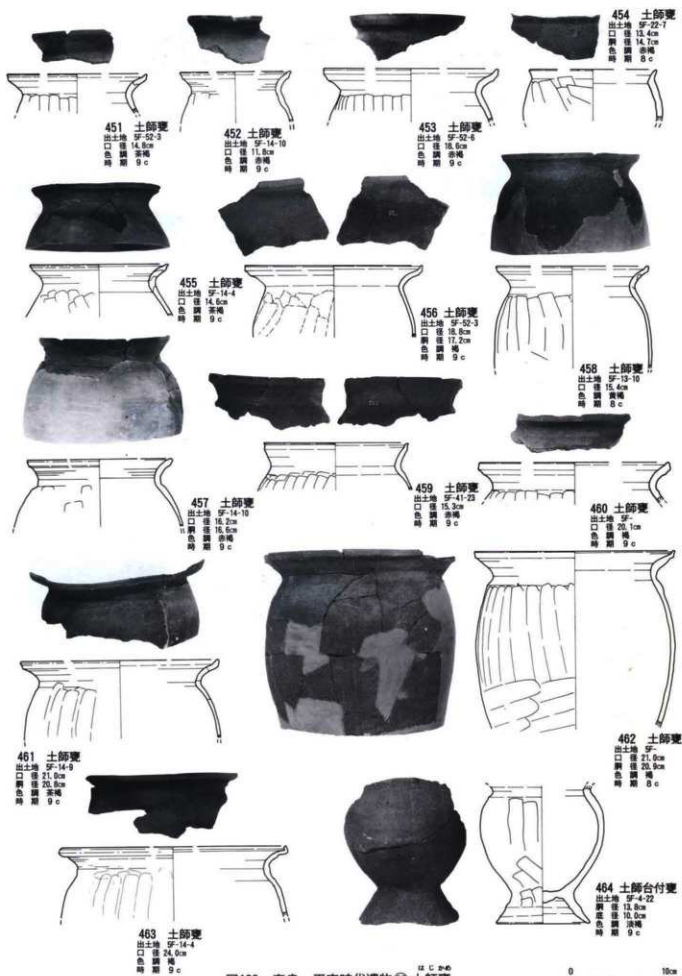 451 土師甕
出土地 5F-52-3
口径 14.8cm
色調 茶褐
時期 9c
452 土師甕
出土地 5F-14-10
口径 11.8cm
色調 赤褐
時期 9c
453 土師甕
出土地 5F-52-6
口径 18.6cm
色調 赤褐
時期 9c
454 土師甕
出土地 5F-22-7
口径 13.4cm
胴径 14.7cm
色調 赤褐
時期 8c
455 土師甕
出土地 5F-14-4
口径 14.6cm
色調 茶褐
時期 9c
456 土師甕
出土地 5F-52-3
口径 18.8cm
胴径 17.2cm
色調 褐
時期 9c
458 土師甕
出土地 5F-13-10
口径 15.4cm
色調 黄褐
時期 8c
457 土師甕
出土地 5F-14-10
口径 16.2cm
胴径 16.6cm
色調 赤褐
時期 9c
459 土師甕
出土地 5F-41-23
口径 15.3cm
色調 赤褐
時期 9c
460 土師甕
出土地 5F-
口径 20.1cm
色調 褐
時期 9c
461 土師甕
出土地 5F-14-9
口径 21.0cm
胴径 20.8cm
色調 茶褐
時期 9c
462 土師甕
出土地 5F-
口径 21.0cm
胴径 20.9cm
色調 褐
時期 8c
463 土師甕
出土地 5F-14-4
口径 24.0cm
色調 褐
時期 9c
464 土師台付甕
出土地 5F-4-22
胴径 13.8cm
底径 10.0cm
色調 淡褐
時期 9c
はじかめ
0 10cm